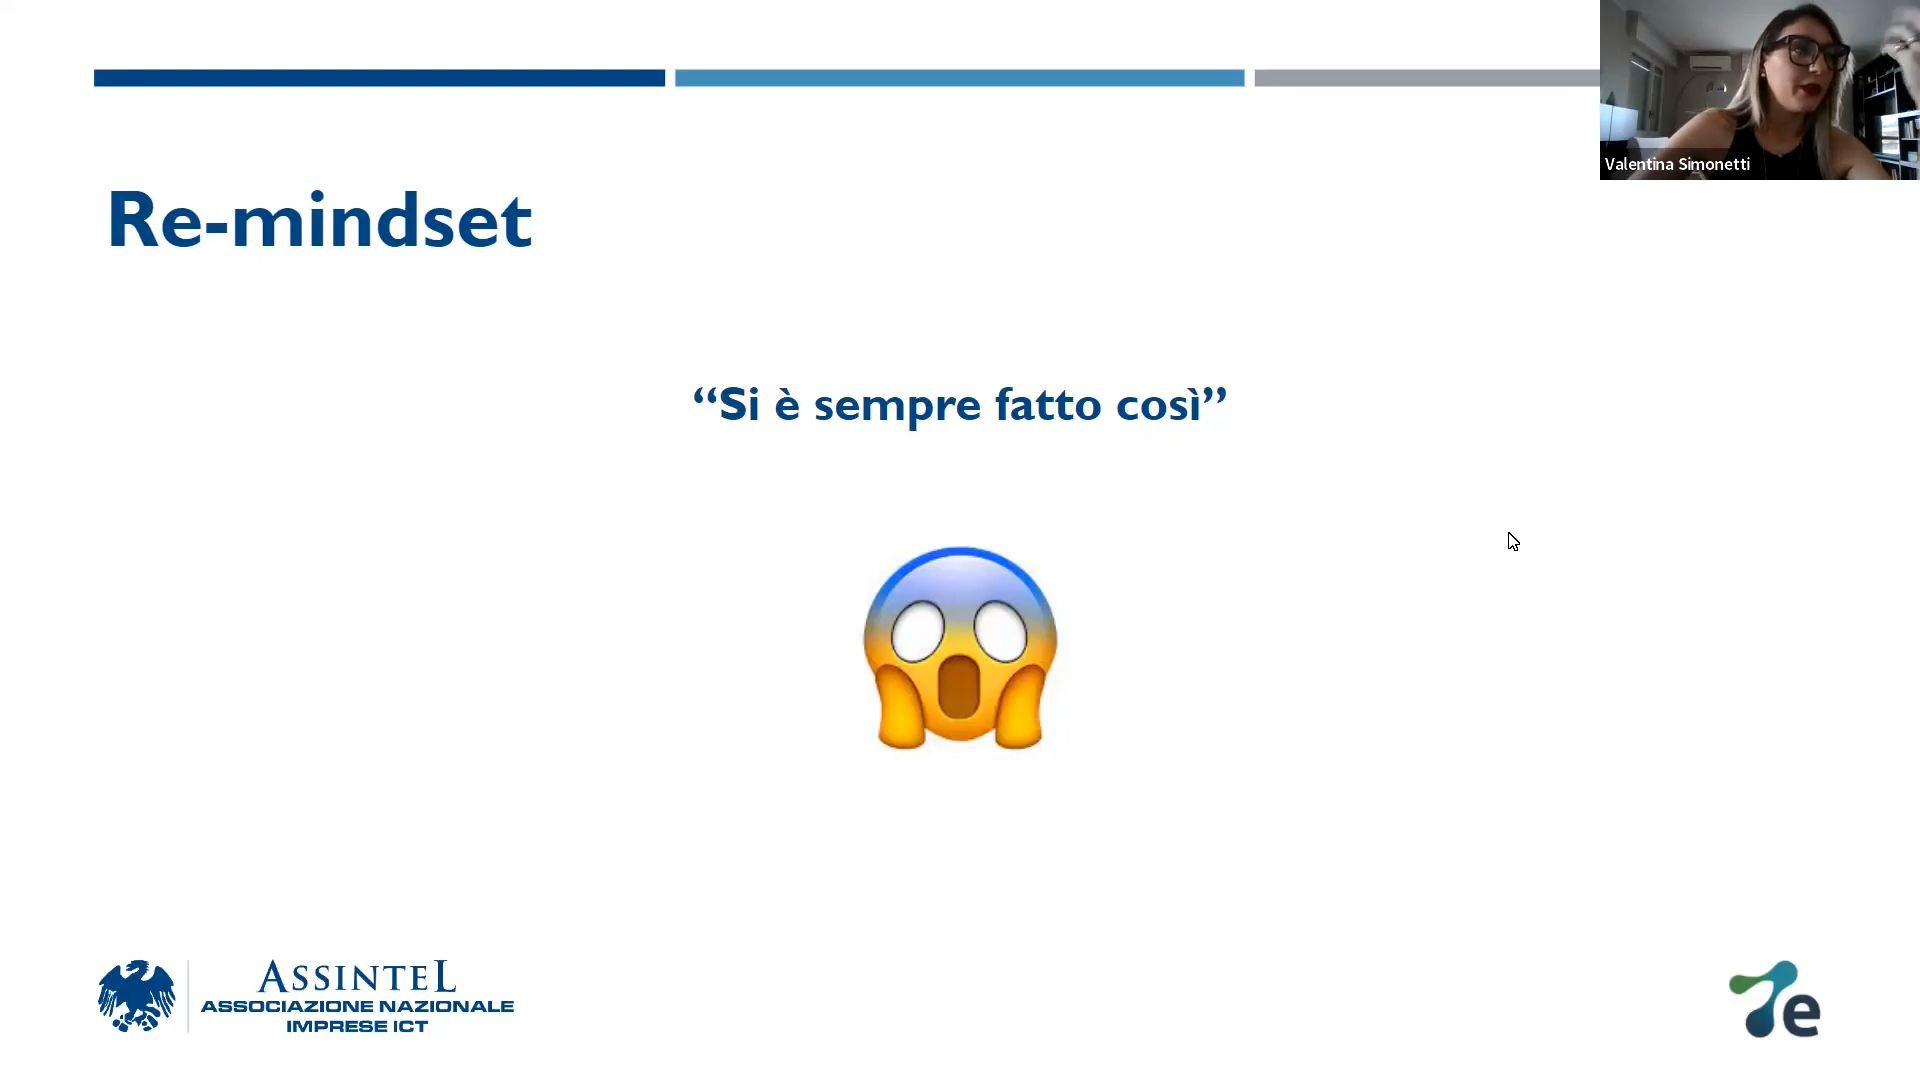 Valentina Simonetti
Re-mindset
“Si è sempre fatto così”
ASSINTEL
ASSOCIAZIONE NAZIONALE
IMPRESE ICT
e